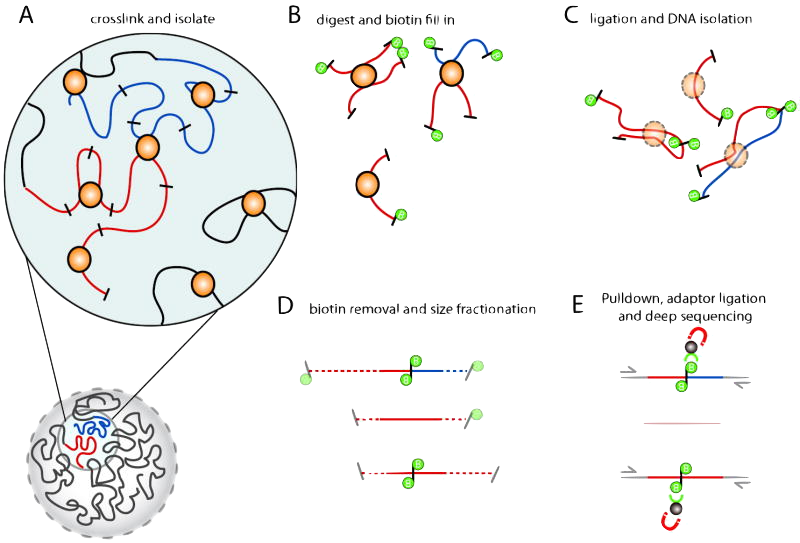 A
crosslink and isolate
B
digest and biotin fill in
C
ligation and DNA isolation
D
biotin removal and size fractionation
E
Pulldown, adaptor ligation
and deep sequencing